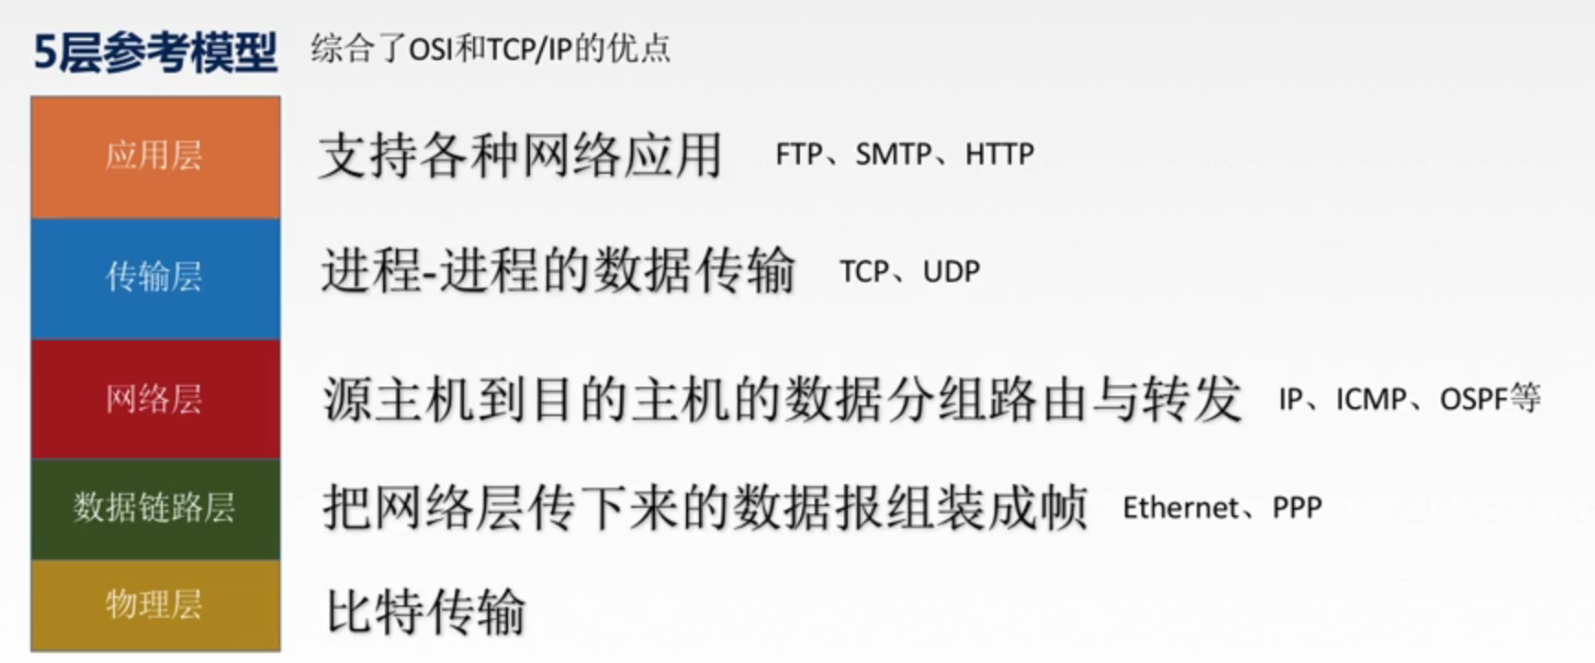 5层参考模型 综合了OSI和TCP/IP的优点
应用层 支持各种网络应用 FTP、SMTP、HTTP
传输层 进程-进程的数据传输 TCP、UDP
网络层 源主机到目的主机的数据分组路由与转发 IP、ICMP、OSPF等
数据链路层 把网络层传下来的数据报组装成帧 Ethernet、PPP
物理层 比特传输